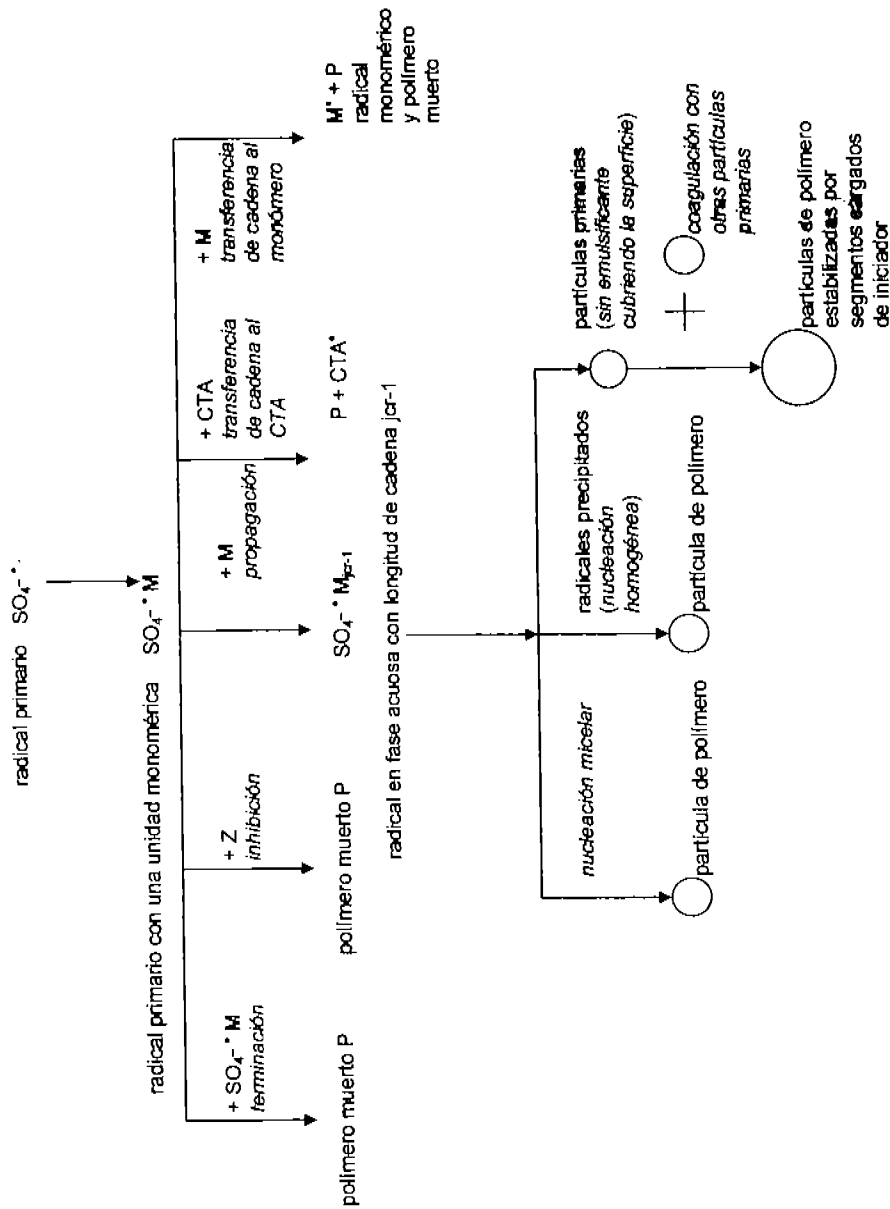 radical primario SO₄⁻•
radical primario con una unidad monomérica SO₄⁻• M
+ SO₄⁻• M
terminación
+ Z
inhibición
+ M
propagación
+ CTA
transferencia
de cadena al
CTA
+ M
transferencia
de cadena al
monómero
polímero muerto P
polímero muerto P
SO₄⁻• Mjcr-1
P + CTA•
M• + P
radical
monomérico
y polímero
muerto
radical en fase acuosa con longitud de cadena jcr-1
nucleación micelar
radicales precipitados
(nucleación
homogénea)
partículas primarias
(sin emulsificante
cubriendo la superficie)
partícula de polímero
partícula de polímero
+
coagulación con
otras partículas
primarias
partículas de polímero
estabilizadas por
segmentos cargados
de iniciador